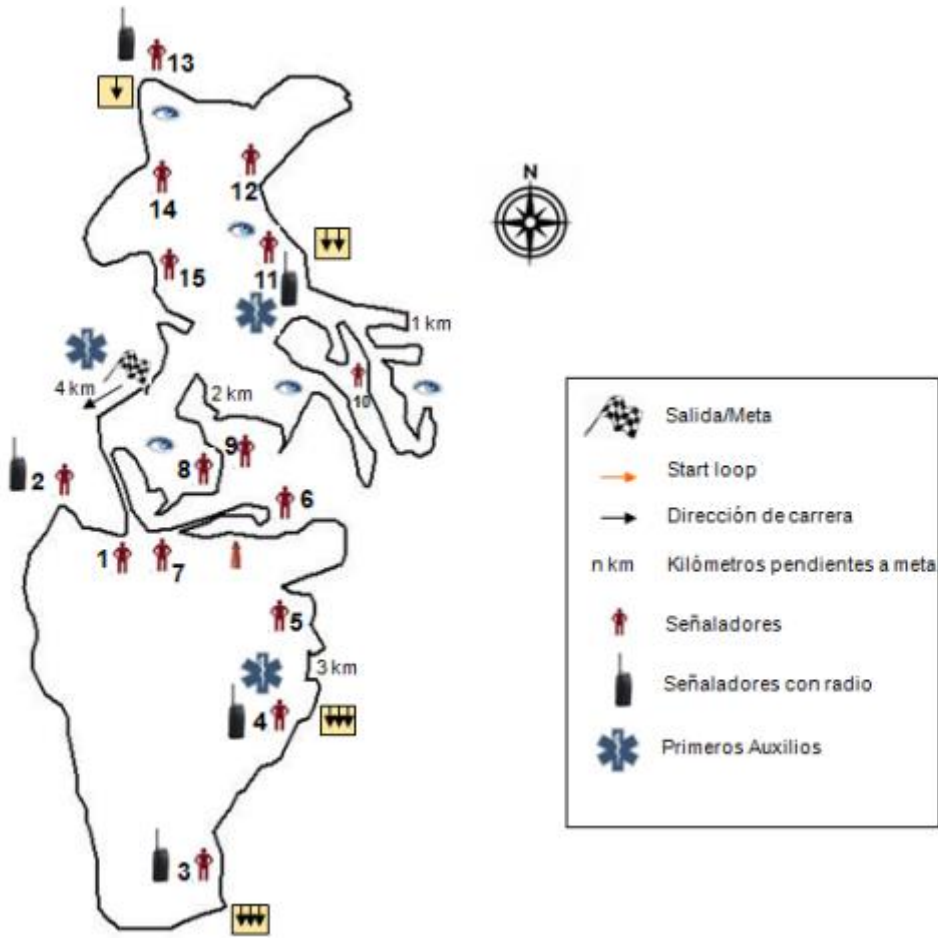 13
12
14
N
11
15
1 km
4 km
2 km
10
9
8
2
6
1
7
5
3 km
4
3
Salida/Meta
Start loop
Dirección de carrera
n km Kilómetros pendientes a meta
Señaladores
Señaladores con radio
Primeros Auxilios